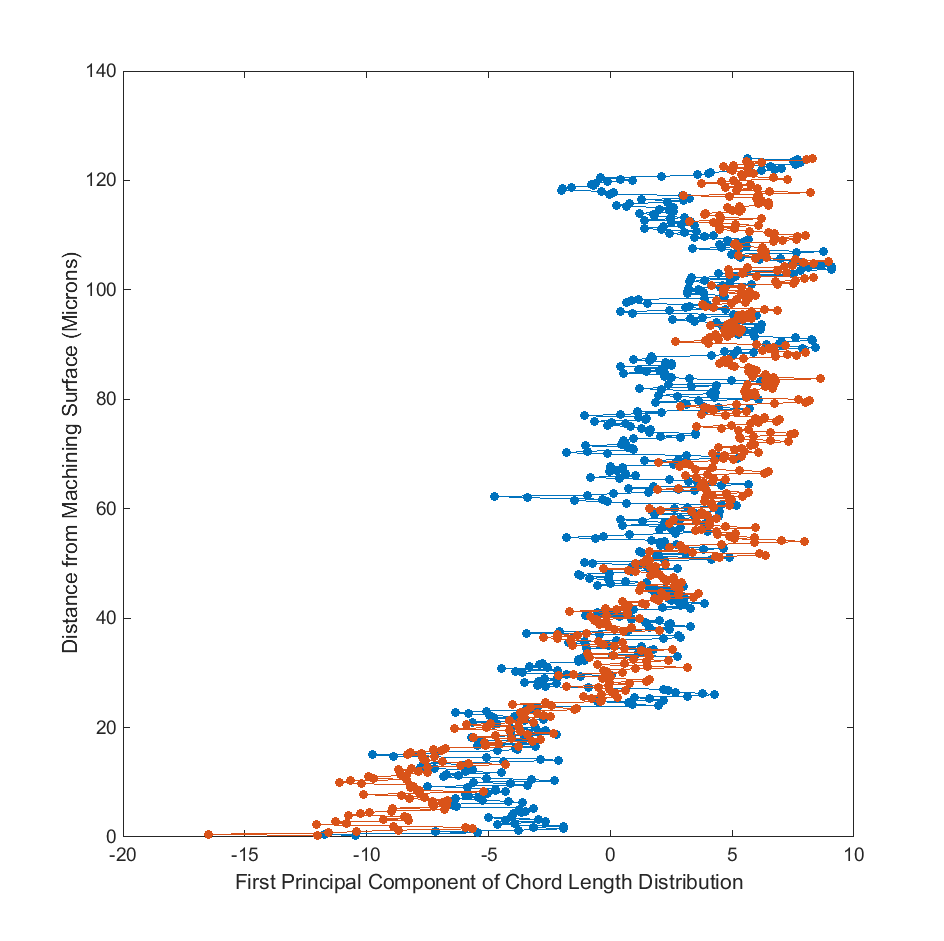 140
120
100
80
60
40
20
0
Distance from Machining Surface (Microns)
-20 -15 -10 -5 0 5 10
First Principal Component of Chord Length Distribution